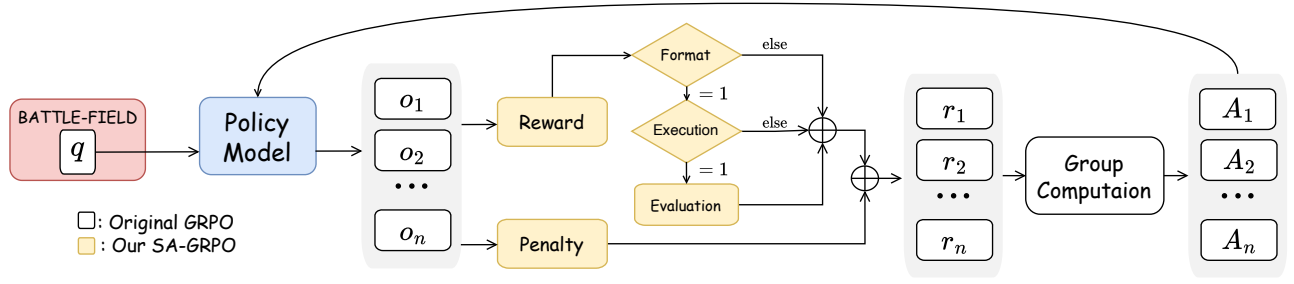 BATTLE-FIELD
q
Policy
Model
o1
o2
...
on
Reward
Penalty
Format
else
= 1
Execution
else
= 1
Evaluation
r1
r2
...
rn
Group
Computaion
A1
A2
...
An
: Original GRPO
: Our SA-GRPO